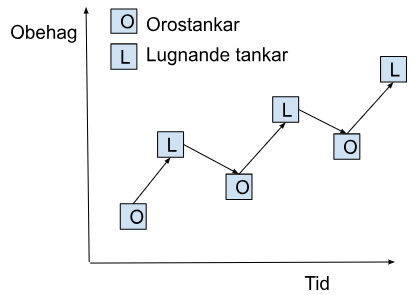 Obehag
O Orostankar
L Lugnande tankar
L
L
L
O
O
O
Tid